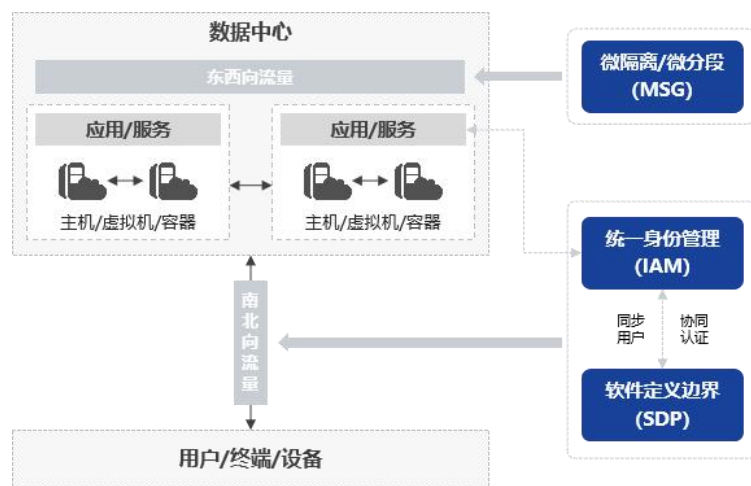 数据中心
东西向流量
应用/服务
主机/虚拟机/容器
应用/服务
主机/虚拟机/容器
微隔离/微分段
(MSG)
统一身份管理
(IAM)
同步
用户
协同
认证
软件定义边界
(SDP)
南
北
向
流
量
用户/终端/设备